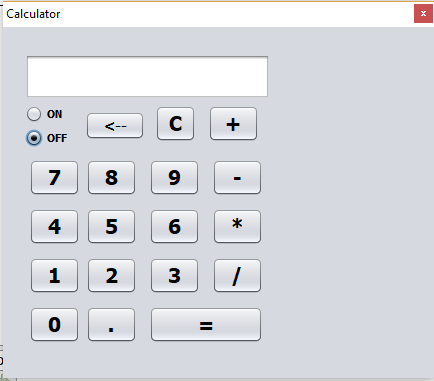 Calculator
x
ON
<-- C +
OFF
7 8 9 -
4 5 6 *
1 2 3 /
0 . =